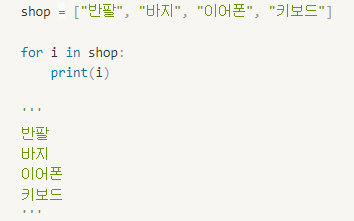 shop = ["반팔", "바지", "이어폰", "키보드"]
for i in shop:
    print(i)
'''
반팔
바지
이어폰
키보드
'''